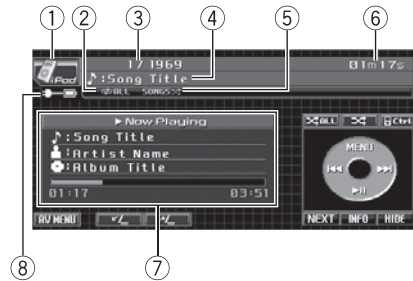 ① ② ③ ④ ⑤ ⑥
iPod
1/ 1969
01m17s
:Song Title
ALL SONGS
▶Now Playing
:Song Title
:Artist Name
:Album Title
01:17 03:51
ALL Ctrl
MENU
AV MENU
NEXT INFO HIDE
⑧ ⑦